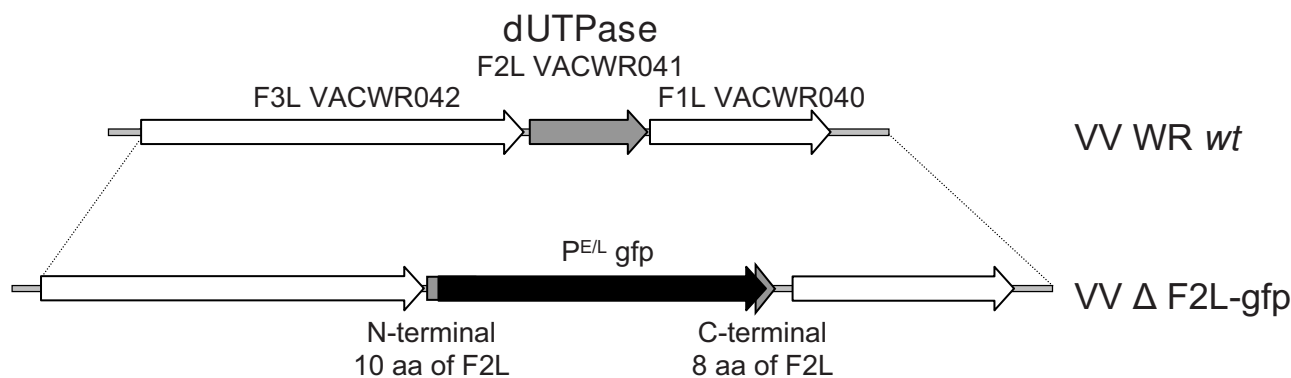 dUTPase
F2L VACWR041
F3L VACWR042
F1L VACWR040
VV WR wt
P^E/L gfp
VV Δ F2L-gfp
N-terminal
10 aa of F2L
C-terminal
8 aa of F2L